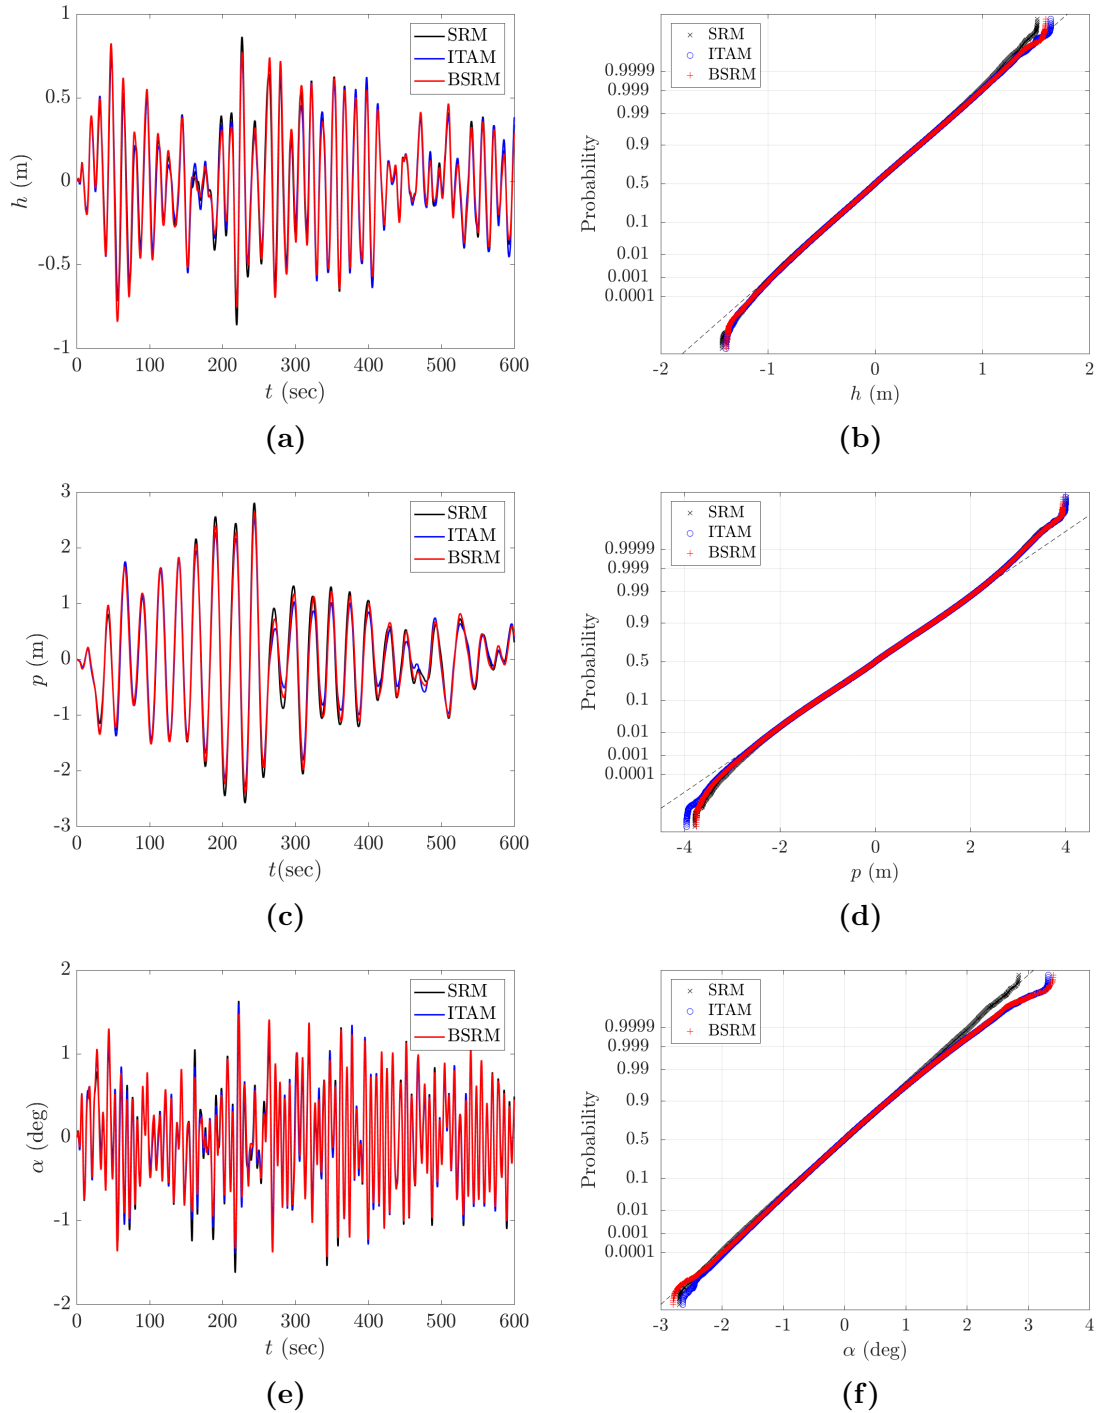 1
0.5
0
-0.5
-1
h (m)
0 100 200 300 400 500 600
t (sec)
SRM
ITAM
BSRM
(a)
SRM
ITAM
BSRM
0.9999
0.999
0.99
0.9
0.5
0.1
0.01
0.001
0.0001
Probability
-2 -1 0 1 2
h (m)
(b)
3
2
1
0
-1
-2
-3
p (m)
0 100 200 300 400 500 600
t(sec)
SRM
ITAM
BSRM
(c)
SRM
ITAM
BSRM
0.9999
0.999
0.99
0.9
0.5
0.1
0.01
0.001
0.0001
Probability
-4 -2 0 2 4
p (m)
(d)
2
1
0
-1
-2
α (deg)
0 100 200 300 400 500 600
t (sec)
SRM
ITAM
BSRM
(e)
SRM
ITAM
BSRM
0.9999
0.999
0.99
0.9
0.5
0.1
0.01
0.001
0.0001
Probability
-3 -2 -1 0 1 2 3 4
α (deg)
(f)